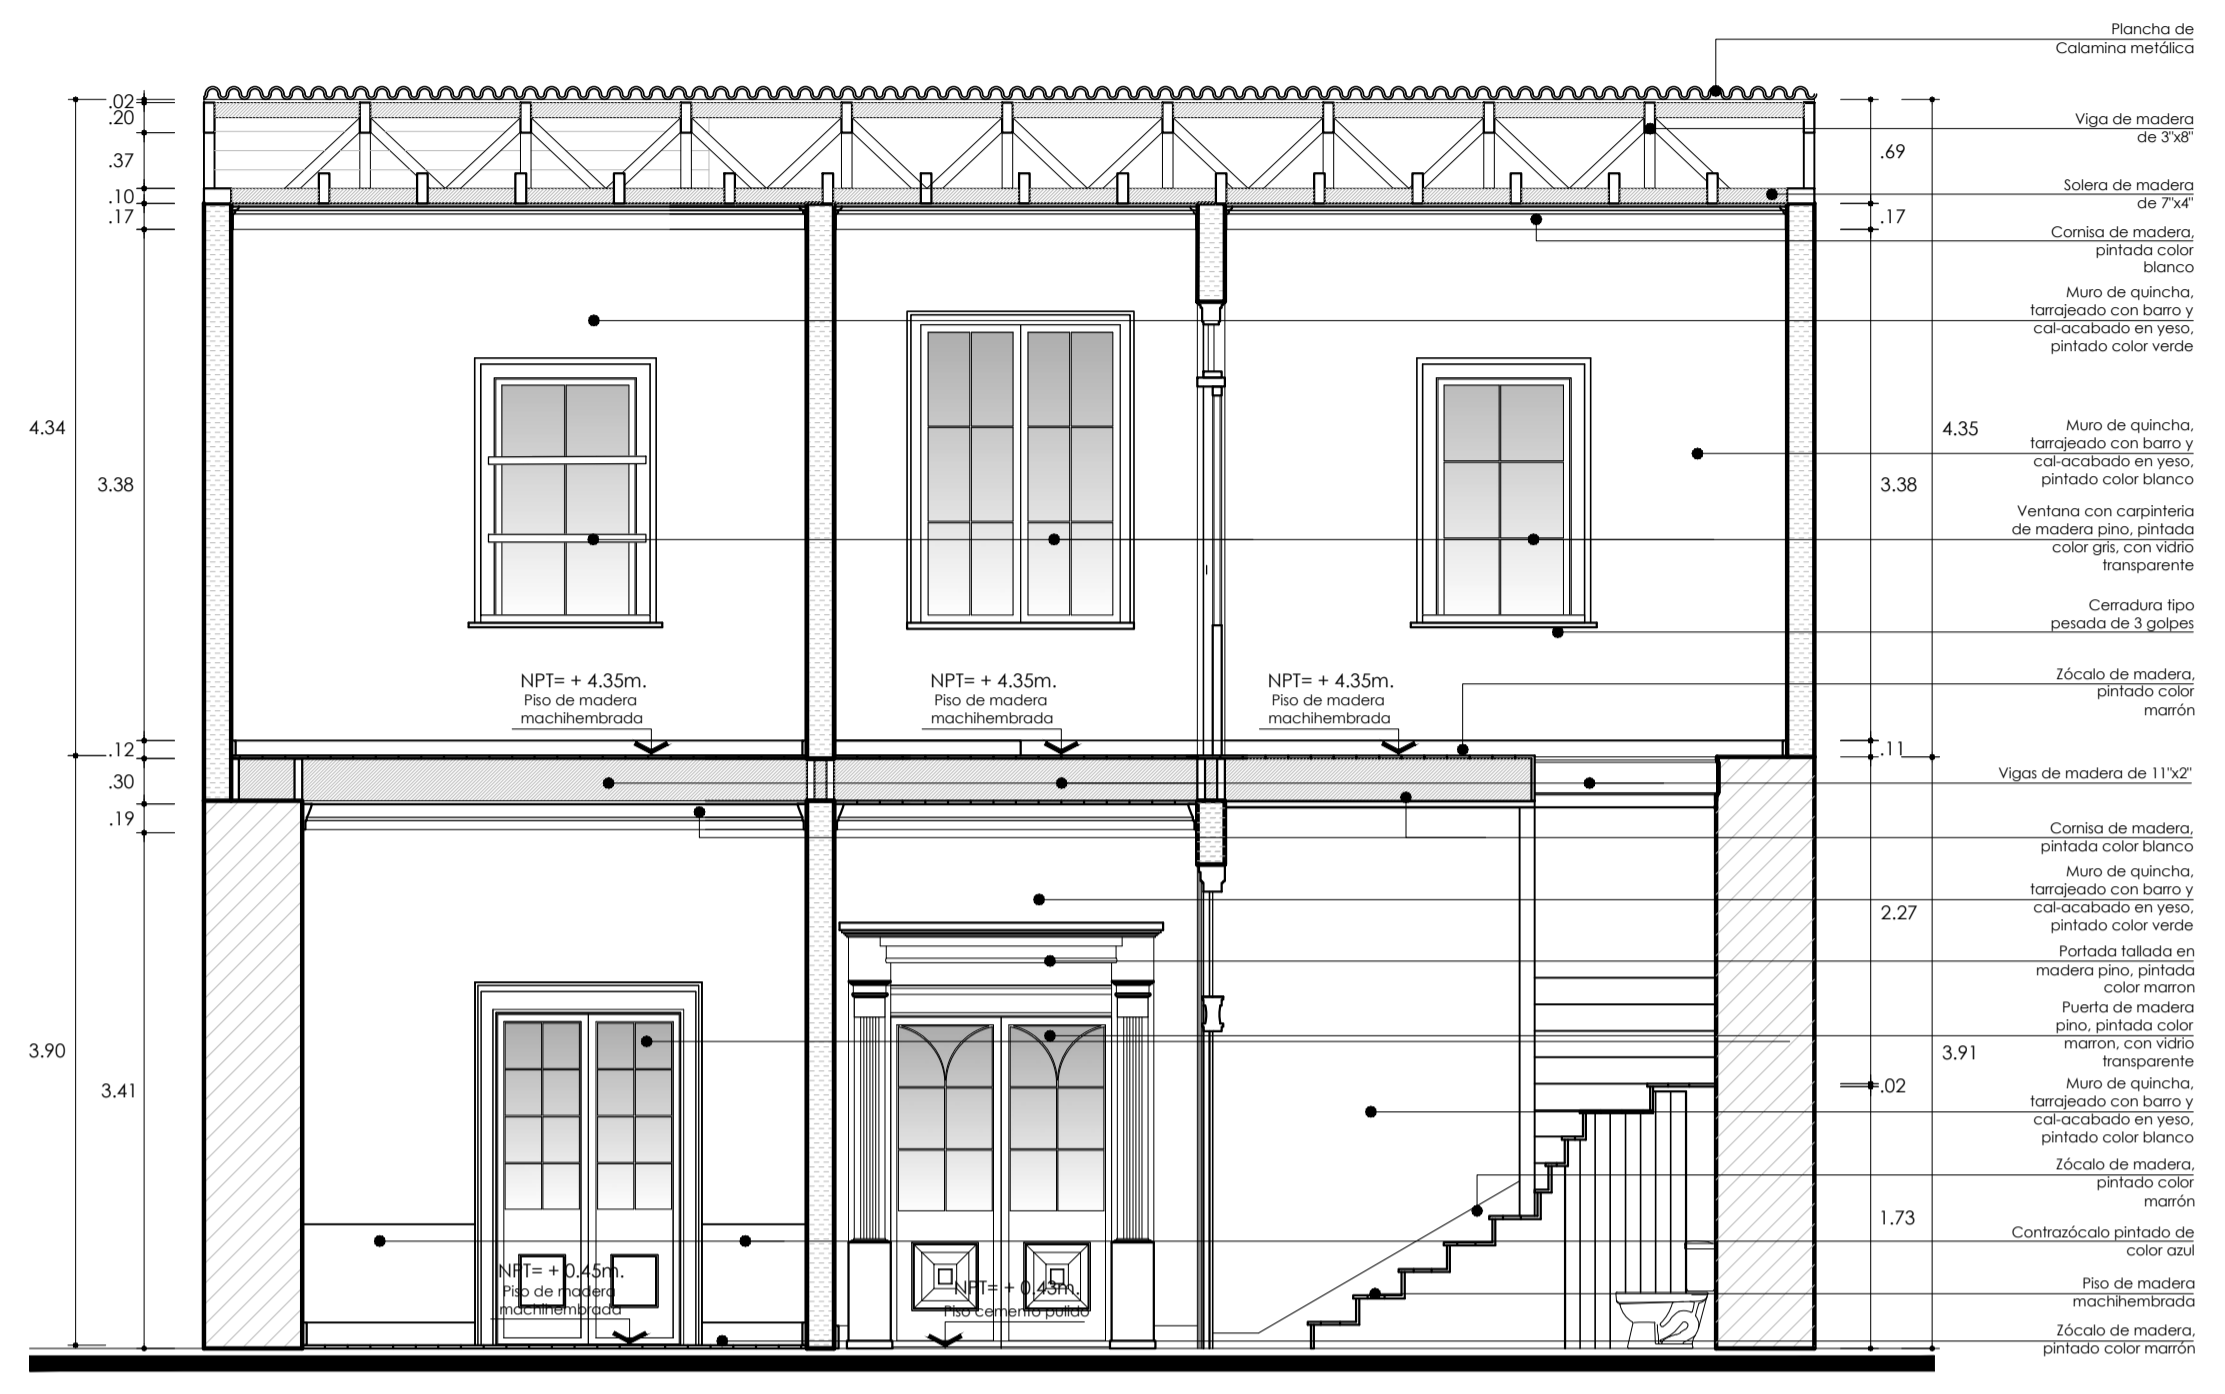 Plancha de
Calamina metálica
Viga de madera
de 3"x8"
Solera de madera
de 7"x4"
Cornisa de madera,
pintada color
blanco
Muro de quincha,
tarrajeado con barro y
cal-acabado en yeso,
pintado color verde
Muro de quincha,
tarrajeado con barro y
cal-acabado en yeso,
pintado color blanco
Ventana con carpinteria
de madera pino, pintada
color gris, con vidrio
transparente
Cerradura tipo
pesada de 3 golpes
Zócalo de madera,
pintado color
marrón
Vigas de madera de 11"x2"
Cornisa de madera,
pintada color blanco
Muro de quincha,
tarrajeado con barro y
cal-acabado en yeso,
pintado color verde
Portada tallada en
madera pino, pintada
color marron
Puerta de madera
pino, pintada color
marron, con vidrio
transparente
Muro de quincha,
tarrajeado con barro y
cal-acabado en yeso,
pintado color blanco
Zócalo de madera,
pintado color
marrón
Contrazócalo pintado de
color azul
Piso de madera
machihembrada
Zócalo de madera,
pintado color marrón
.02
.20
.37
.10
.17
4.34
3.38
.12
.30
.19
3.90
3.41
.69
.17
4.35
3.38
.11
2.27
3.91
.02
1.73
NPT= + 4.35m.
Piso de madera
machihembrada
NPT= + 4.35m.
Piso de madera
machihembrada
NPT= + 4.35m.
Piso de madera
machihembrada
NPT= + 0.45m.
Piso de madera
machihembrada
NPT= + 0.43m.
Piso cemento pulido